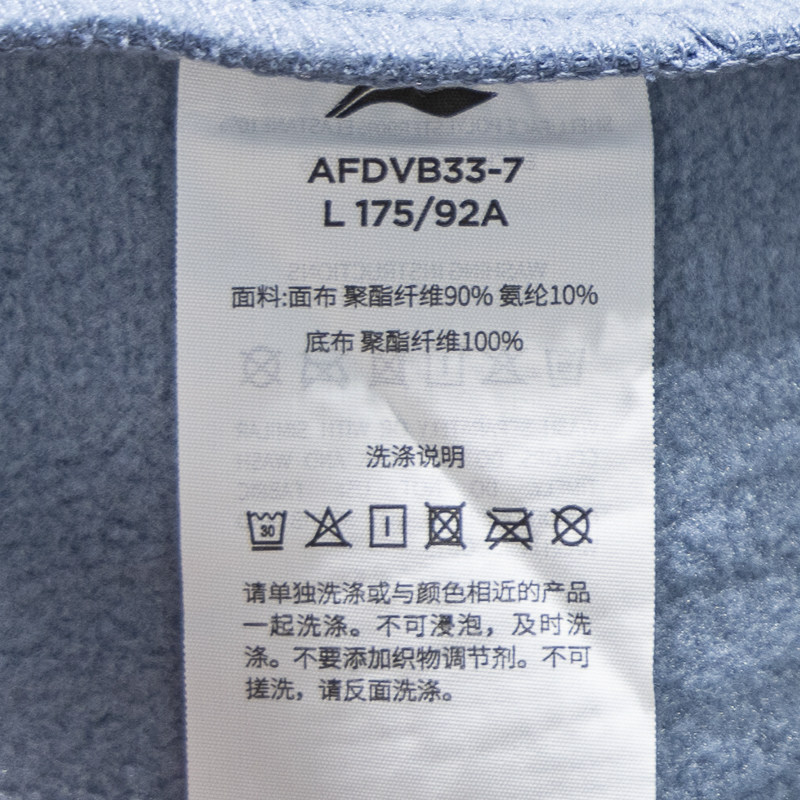 AFDVB33-7
L 175/92A
面料:面布 聚酯纤维90% 氨纶10%
底布 聚酯纤维100%
洗涤说明
30
请单独洗涤或与颜色相近的产品
一起洗涤。不可浸泡，及时洗
涤。不要添加织物调节剂。不可
搓洗，请反面洗涤。